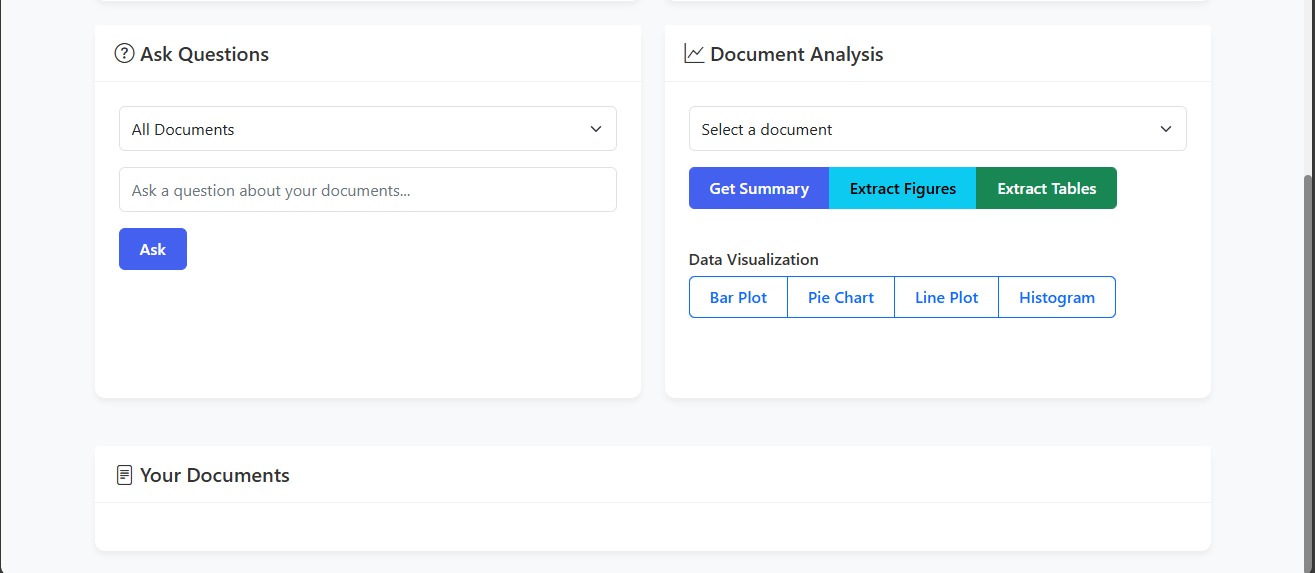 Ask Questions
All Documents
Ask a question about your documents...
Ask
Document Analysis
Select a document
Get Summary Extract Figures Extract Tables
Data Visualization
Bar Plot Pie Chart Line Plot Histogram
Your Documents